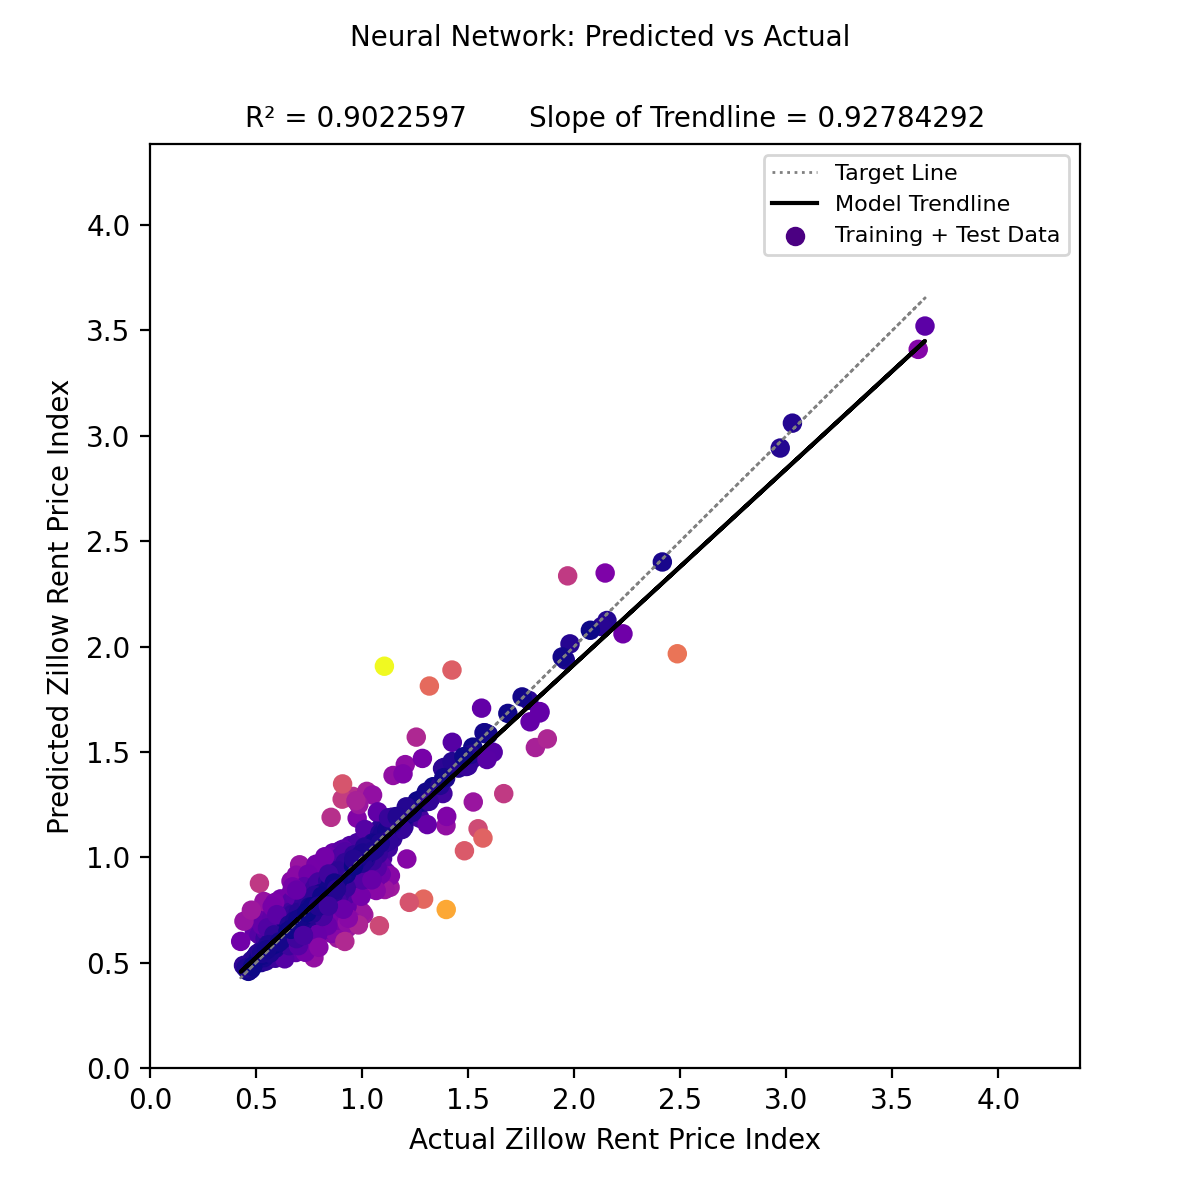 Neural Network: Predicted vs Actual
R² = 0.9022597 Slope of Trendline = 0.92784292
Target Line
Model Trendline
Training + Test Data
Predicted Zillow Rent Price Index
4.0
3.5
3.0
2.5
2.0
1.5
1.0
0.5
0.0
0.0 0.5 1.0 1.5 2.0 2.5 3.0 3.5 4.0
Actual Zillow Rent Price Index